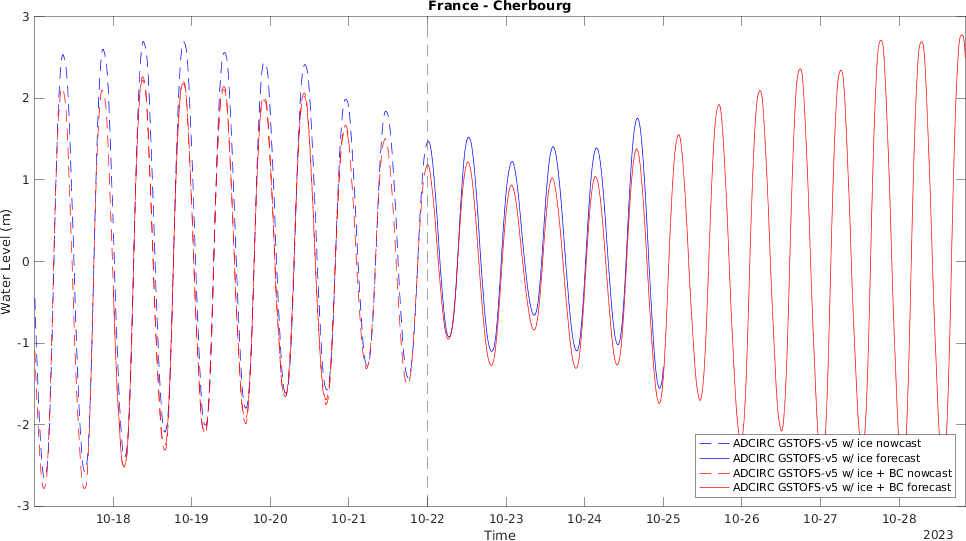 France - Cherbourg
Water Level (m)
3
2
1
0
-1
-2
-3
ADCIRC GSTOFS-v5 w/ ice nowcast
ADCIRC GSTOFS-v5 w/ ice forecast
ADCIRC GSTOFS-v5 w/ ice + BC nowcast
ADCIRC GSTOFS-v5 w/ ice + BC forecast
10-18 10-19 10-20 10-21 10-22 10-23 10-24 10-25 10-26 10-27 10-28
Time
2023